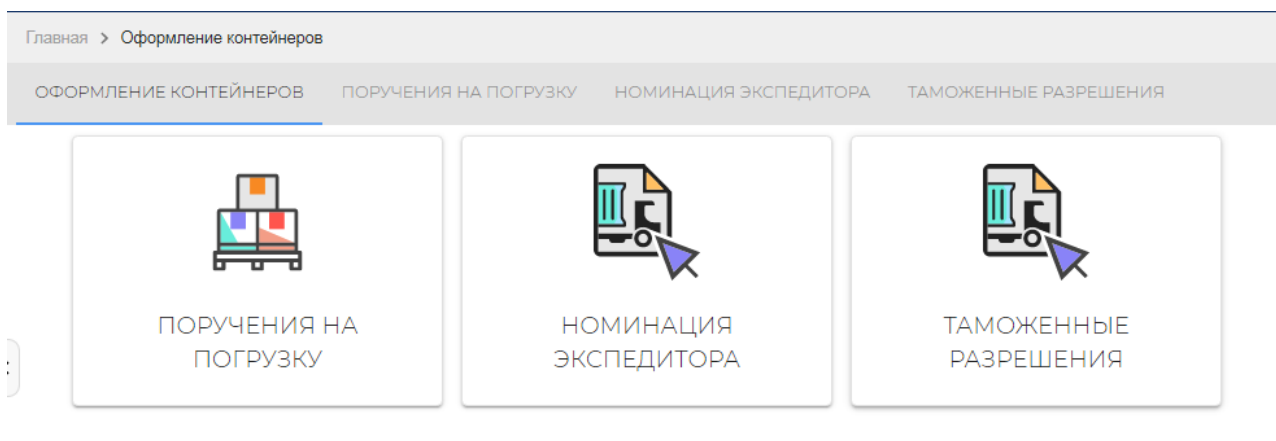 Главная > Оформление контейнеров
ОФОРМЛЕНИЕ КОНТЕЙНЕРОВ ПОРУЧЕНИЯ НА ПОГРУЗКУ НОМИНАЦИЯ ЭКСПЕДИТОРА ТАМОЖЕННЫЕ РАЗРЕШЕНИЯ
ПОРУЧЕНИЯ НА
ПОГРУЗКУ
НОМИНАЦИЯ
ЭКСПЕДИТОРА
ТАМОЖЕННЫЕ
РАЗРЕШЕНИЯ